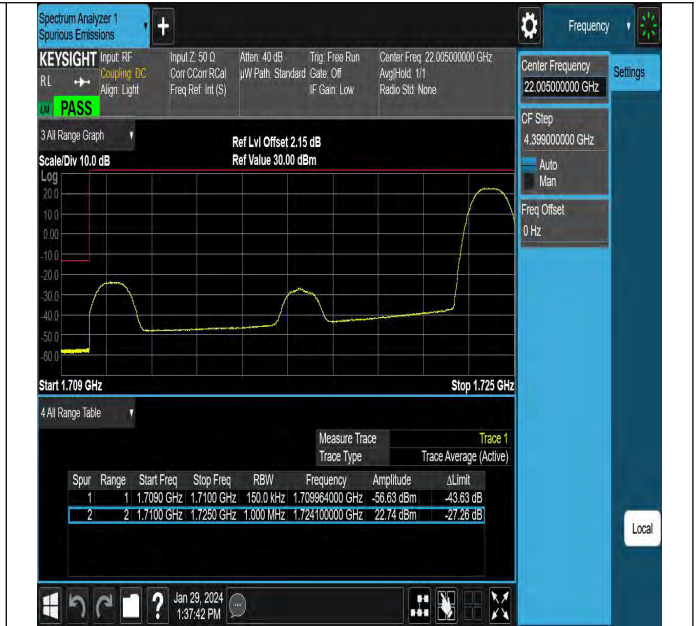 Spectrum Analyzer 1
Spurious Emissions
Frequency
KEYSIGHT
RL
Input: RF
Coupling: DC
Align: Light
Input Z: 50 Ω
Corr CCorr RCal
Freq Ref: Int (S)
Atten: 40 dB
µW Path: Standard
Trig: Free Run
Gate: Off
IF Gain: Low
Center Freq: 22.005000000 GHz
Avg|Hold: 1/1
Radio Std: None
PASS
Center Frequency
22.005000000 GHz
Settings
CF Step
4.399000000 GHz
Auto
Man
Freq Offset
0 Hz
3 All Range Graph
Scale/Div 10.0 dB
Ref Lvl Offset 2.15 dB
Ref Value 30.00 dBm
Log
20.0
10.0
0.00
-10.0
-20.0
-30.0
-40.0
-50.0
-60.0
Start 1.709 GHz
Stop 1.725 GHz
4 All Range Table
Measure Trace Trace 1
Trace Type Trace Average (Active)
Spur Range Start Freq Stop Freq RBW Frequency Amplitude ΔLimit
1 1 1.7090 GHz 1.7100 GHz 150.0 kHz 1.709964000 GHz -56.63 dBm -43.63 dB
2 2 1.7100 GHz 1.7250 GHz 1.000 MHz 1.724100000 GHz 22.74 dBm -27.26 dB
Local
?
Jan 29, 2024
1:37:42 PM